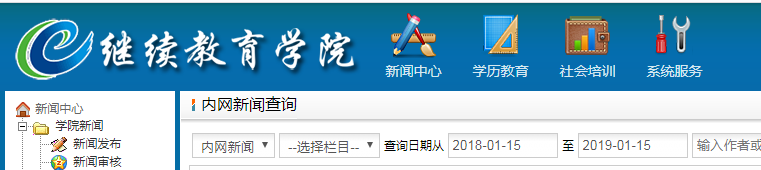 继续教育学院
新闻中心 学历教育 社会培训 系统服务
新闻中心
学院新闻
新闻发布
新闻审核
内网新闻查询
内网新闻 --选择栏目-- 查询日期从 2018-01-15 至 2019-01-15 输入作者或